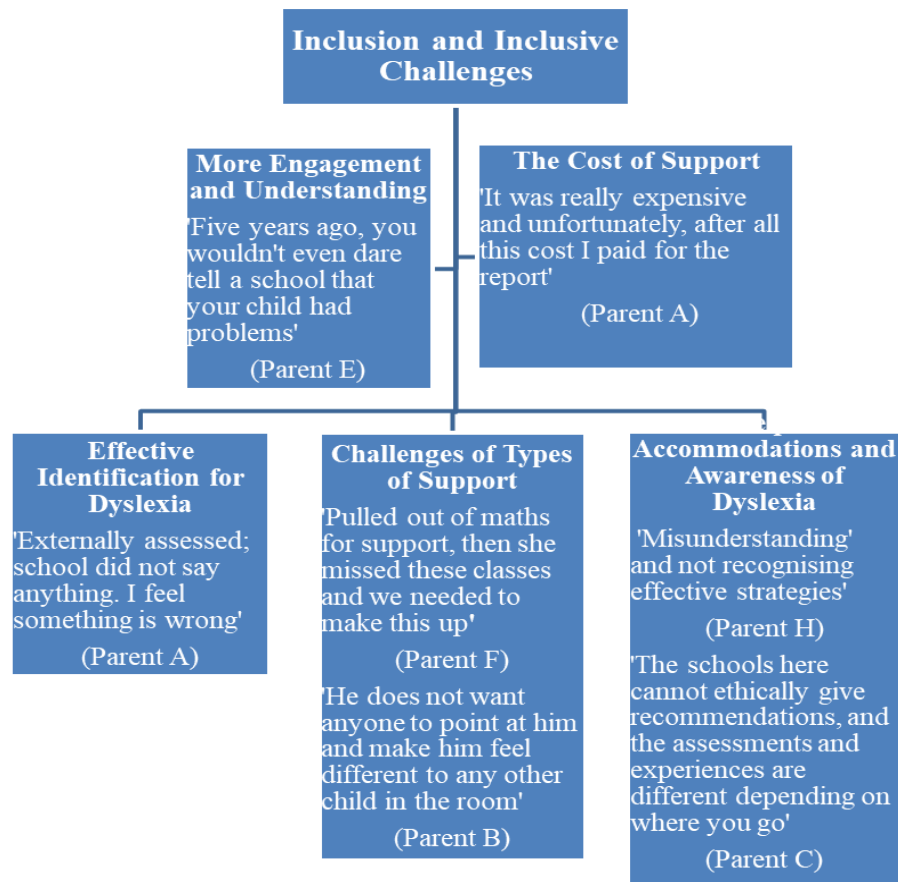 Inclusion and Inclusive
Challenges
More Engagement
and Understanding
'Five years ago, you
wouldn't even dare
tell a school that
your child had
problems'
(Parent E)
The Cost of Support
'It was really expensive
and unfortunately, after all
this cost I paid for the
report'
(Parent A)
Effective
Identification for
Dyslexia
'Externally assessed;
school did not say
anything. I feel
something is wrong'
(Parent A)
Challenges of Types
of Support
'Pulled out of maths
for support, then she
missed these classes
and we needed to
make this up'
(Parent F)
'He does not want
anyone to point at him
and make him feel
different to any other
child in the room'
(Parent B)
Accommodations and
Awareness of
Dyslexia
'Misunderstanding'
and not recognising
effective strategies'
(Parent H)
'The schools here
cannot ethically give
recommendations, and
the assessments and
experiences are
different depending on
where you go'
(Parent C)